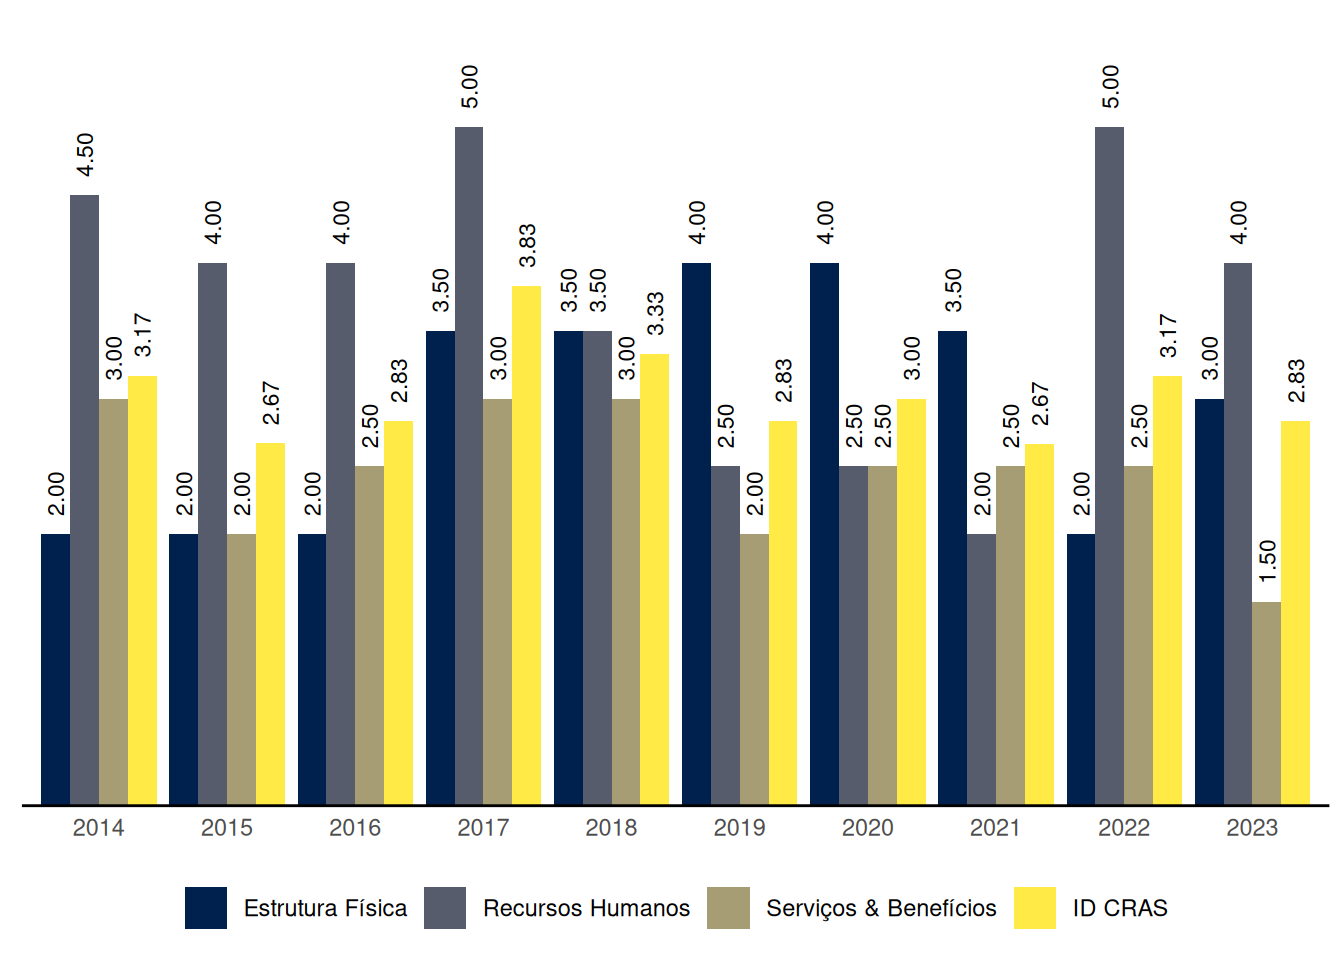 5.00 5.00
4.50
4.00 4.00 4.00 4.00 4.00
3.83
3.50 3.50 3.50 3.50
3.33
3.17 3.17
3.00 3.00 3.00 3.00 3.00
2.83 2.83 2.83
2.67 2.67
2.50 2.50 2.50 2.50 2.50 2.50
2.00 2.00 2.00 2.00 2.00 2.00 2.00
1.50
2014 2015 2016 2017 2018 2019 2020 2021 2022 2023
Estrutura Física Recursos Humanos Serviços & Benefícios ID CRAS